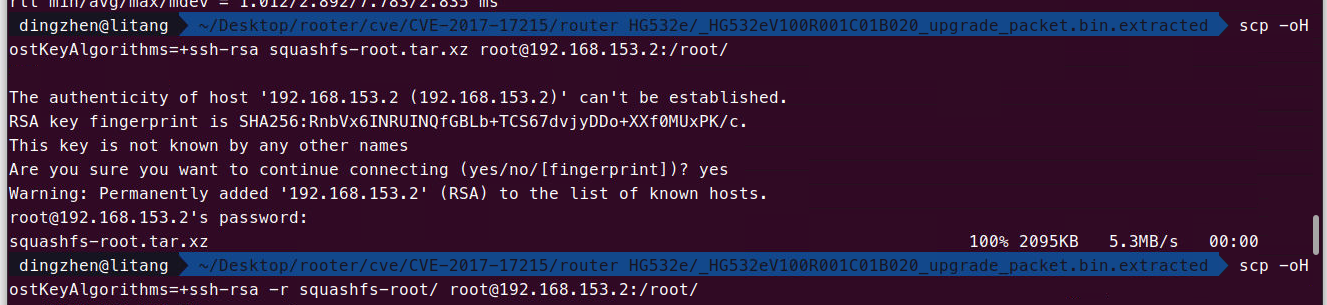 rtt min/avg/max/mdev = 1.012/2.892/7.783/2.835 ms
dingzhen@litang ~/Desktop/rooter/cve/CVE-2017-17215/router HG532e/_HG532eV100R001C01B020_upgrade_packet.bin.extracted scp -oH
ostKeyAlgorithms=+ssh-rsa squashfs-root.tar.xz root@192.168.153.2:/root/
The authenticity of host '192.168.153.2 (192.168.153.2)' can't be established.
RSA key fingerprint is SHA256:RnbVx6INRUINQfGBLb+TCS67dvjyDDo+XXf0MUxPK/c.
This key is not known by any other names
Are you sure you want to continue connecting (yes/no/[fingerprint])? yes
Warning: Permanently added '192.168.153.2' (RSA) to the list of known hosts.
root@192.168.153.2's password:
squashfs-root.tar.xz 100% 2095KB 5.3MB/s 00:00
dingzhen@litang ~/Desktop/rooter/cve/CVE-2017-17215/router HG532e/_HG532eV100R001C01B020_upgrade_packet.bin.extracted scp -oH
ostKeyAlgorithms=+ssh-rsa -r squashfs-root/ root@192.168.153.2:/root/